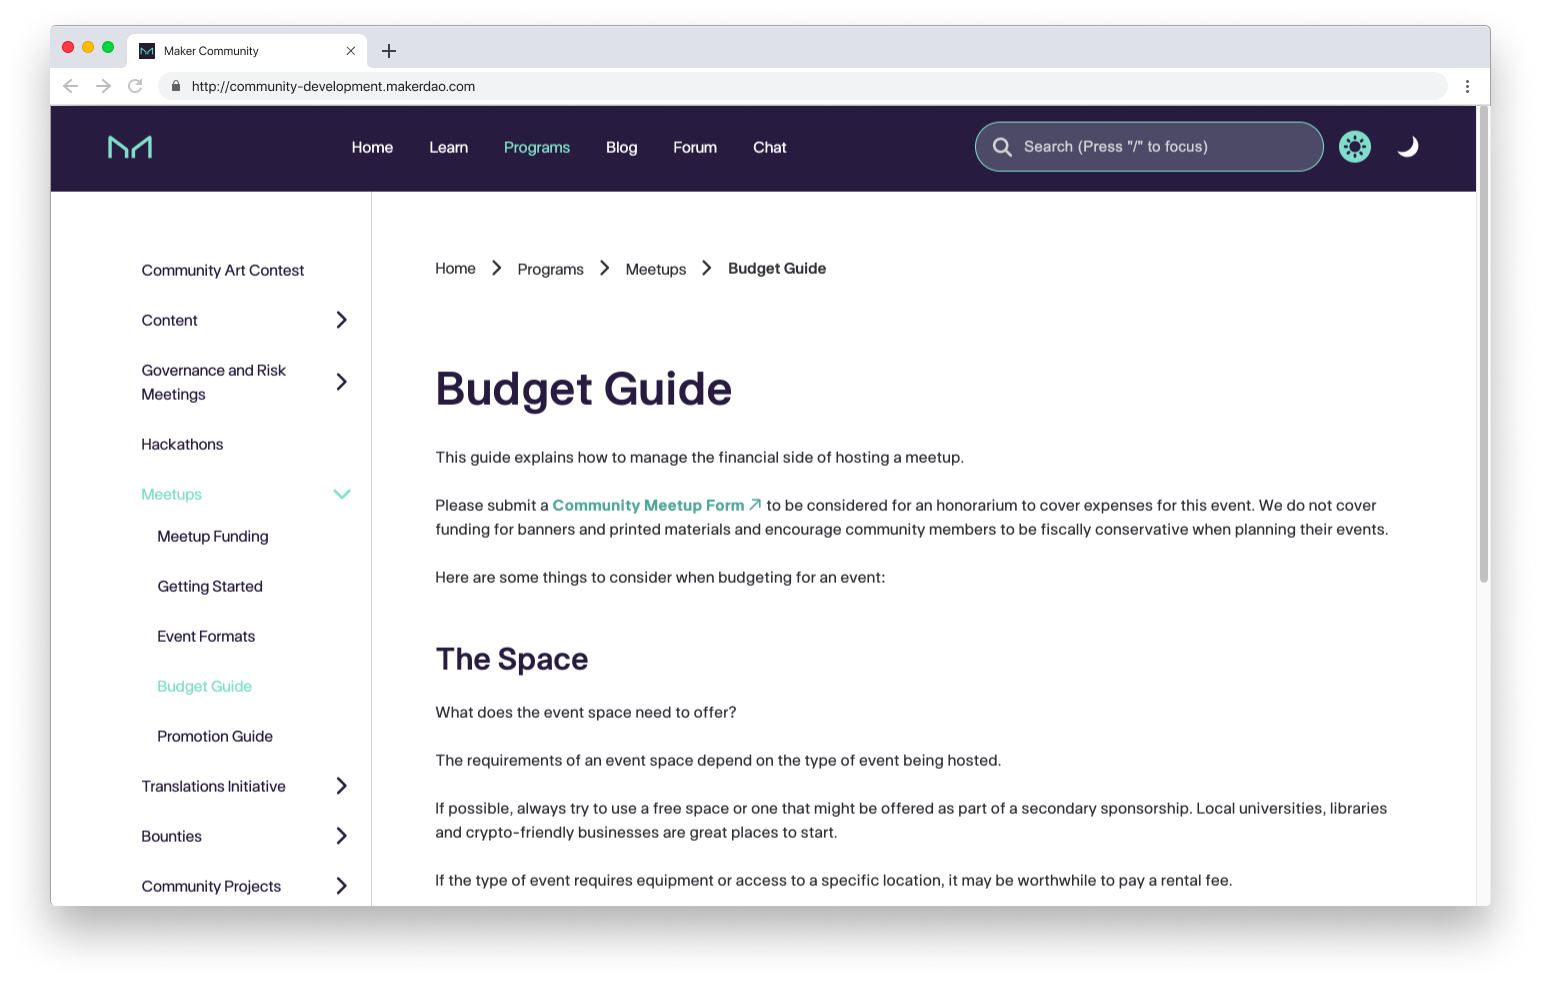 Maker Community
http://community-development.makerdao.com
Home Learn Programs Blog Forum Chat Search (Press "/" to focus)
Community Art Contest
Content
Governance and Risk
Meetings
Hackathons
Meetups
Meetup Funding
Getting Started
Event Formats
Budget Guide
Promotion Guide
Translations Initiative
Bounties
Community Projects
Home Programs Meetups Budget Guide
Budget Guide
This guide explains how to manage the financial side of hosting a meetup.
Please submit a Community Meetup Form to be considered for an honorarium to cover expenses for this event. We do not cover
funding for banners and printed materials and encourage community members to be fiscally conservative when planning their events.
Here are some things to consider when budgeting for an event:
The Space
What does the event space need to offer?
The requirements of an event space depend on the type of event being hosted.
If possible, always try to use a free space or one that might be offered as part of a secondary sponsorship. Local universities, libraries
and crypto-friendly businesses are great places to start.
If the type of event requires equipment or access to a specific location, it may be worthwhile to pay a rental fee.